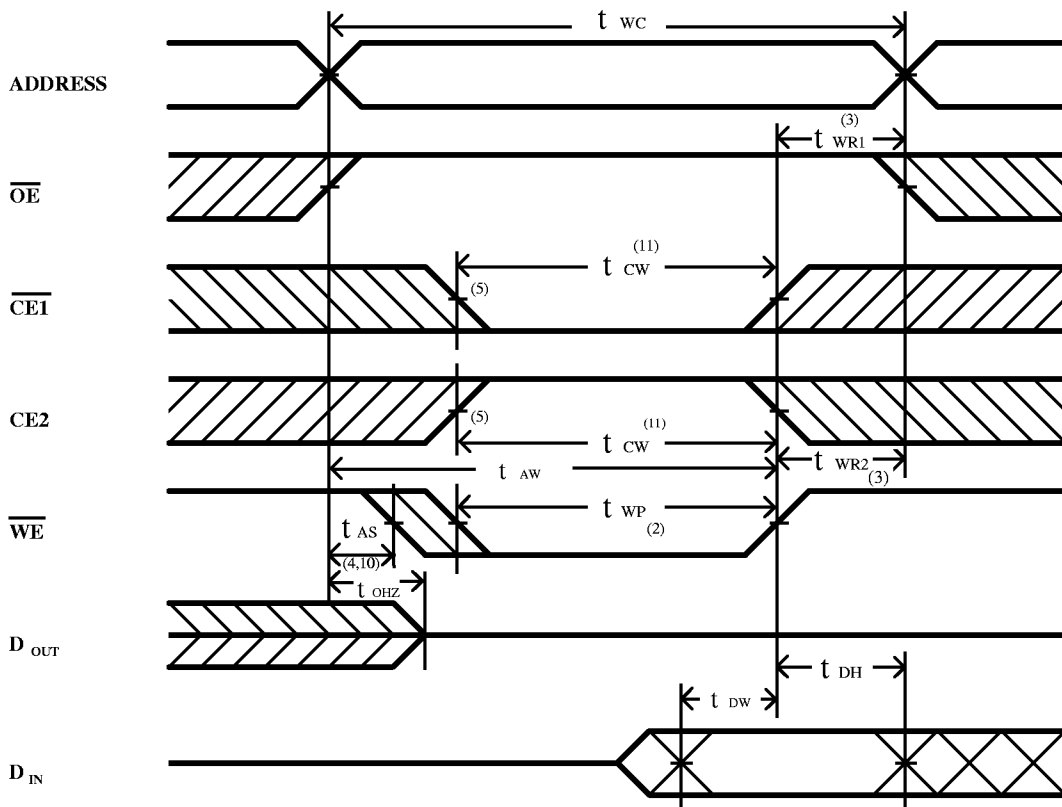 t WC
ADDRESS
(3)
t WR1
OE
(11)
t CW
(5)
CE1
CE2
(5)
(11)
t CW
t AW
t WR2
(3)
WE
t AS
t WP
(2)
(4,10)
t OHZ
D OUT
t DH
t DW
D IN